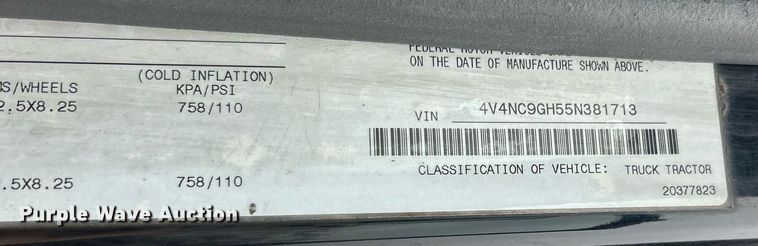 (COLD INFLATION)
MS/WHEELS KPA/PSI
2.5X8.25 758/110
.5X8.25 758/110
FEDERAL MOTOR VEHICLE
ON THE DATE OF MANUFACTURE SHOWN ABOVE.
VIN 4V4NC9GH55N381713
CLASSIFICATION OF VEHICLE: TRUCK TRACTOR
20377823
Purple Wave Auction